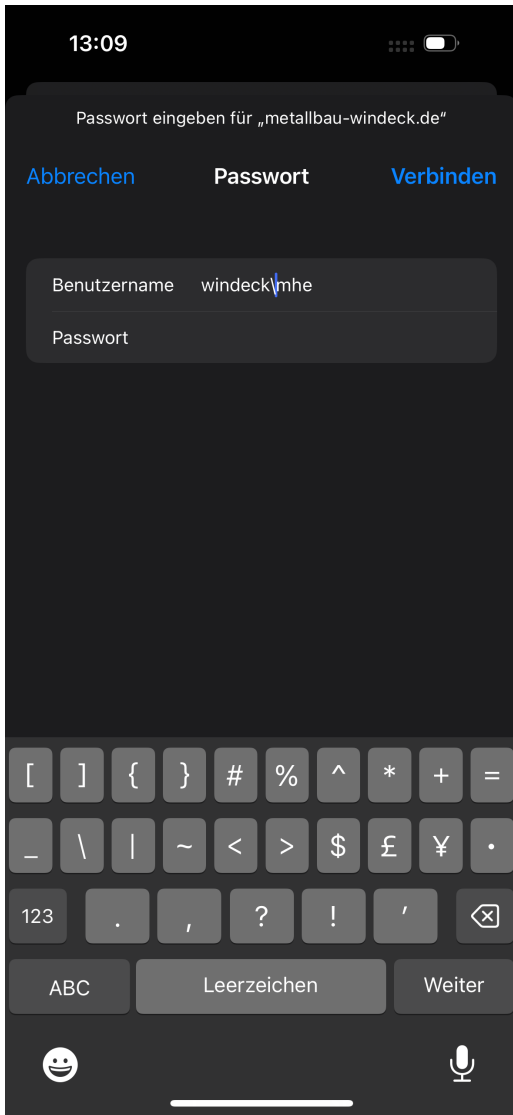 13:09
Passwort eingeben für „metallbau-windeck.de“
Abbrechen Passwort Verbinden
Benutzername windeck\mhe
Passwort
[ ] { } # % ^ * + =
_ \ | ~ < > $ £ ¥ •
123 . , ? ! ′
ABC Leerzeichen Weiter